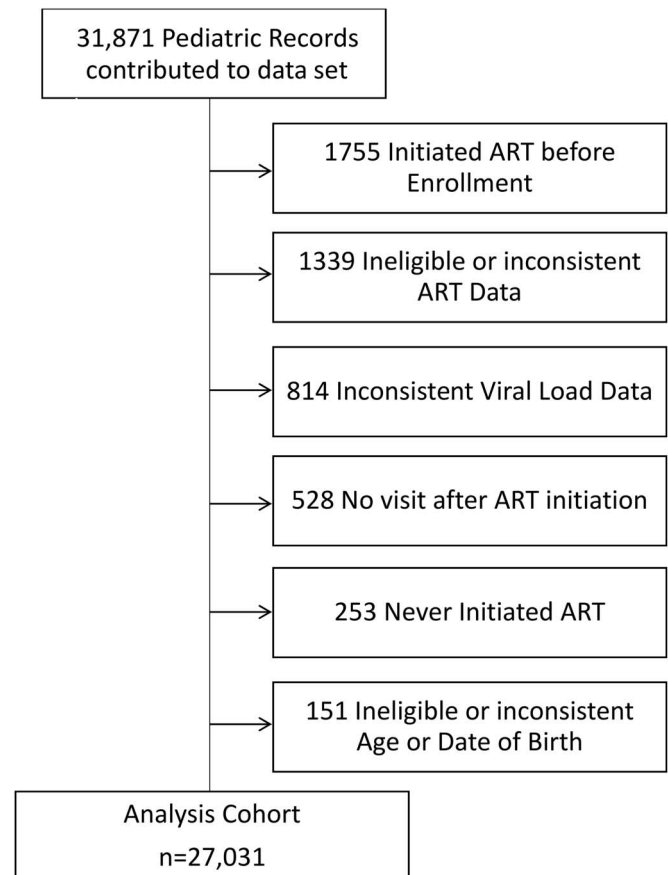 31,871 Pediatric Records
contributed to data set
1755 Initiated ART before
Enrollment
1339 Ineligible or inconsistent
ART Data
814 Inconsistent Viral Load Data
528 No visit after ART initiation
253 Never Initiated ART
151 Ineligible or inconsistent
Age or Date of Birth
Analysis Cohort
n=27,031